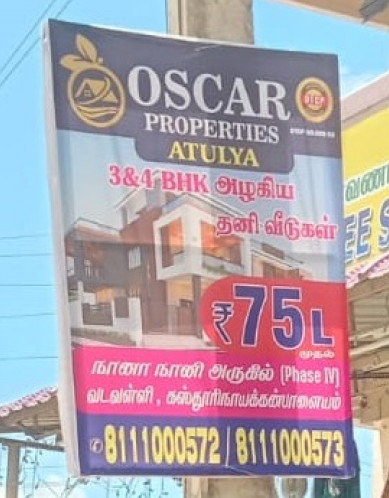 OSCAR
PROPERTIES
ATULYA
3&4 BHK அழகிய
தனி வீடுகள்
₹75L
முதல்
நானா நானி அருகில் (Phase IV)
வடவள்ளி , கஸ்தூரிநாயக்கன்பாளையம்
8111000572 / 8111000573